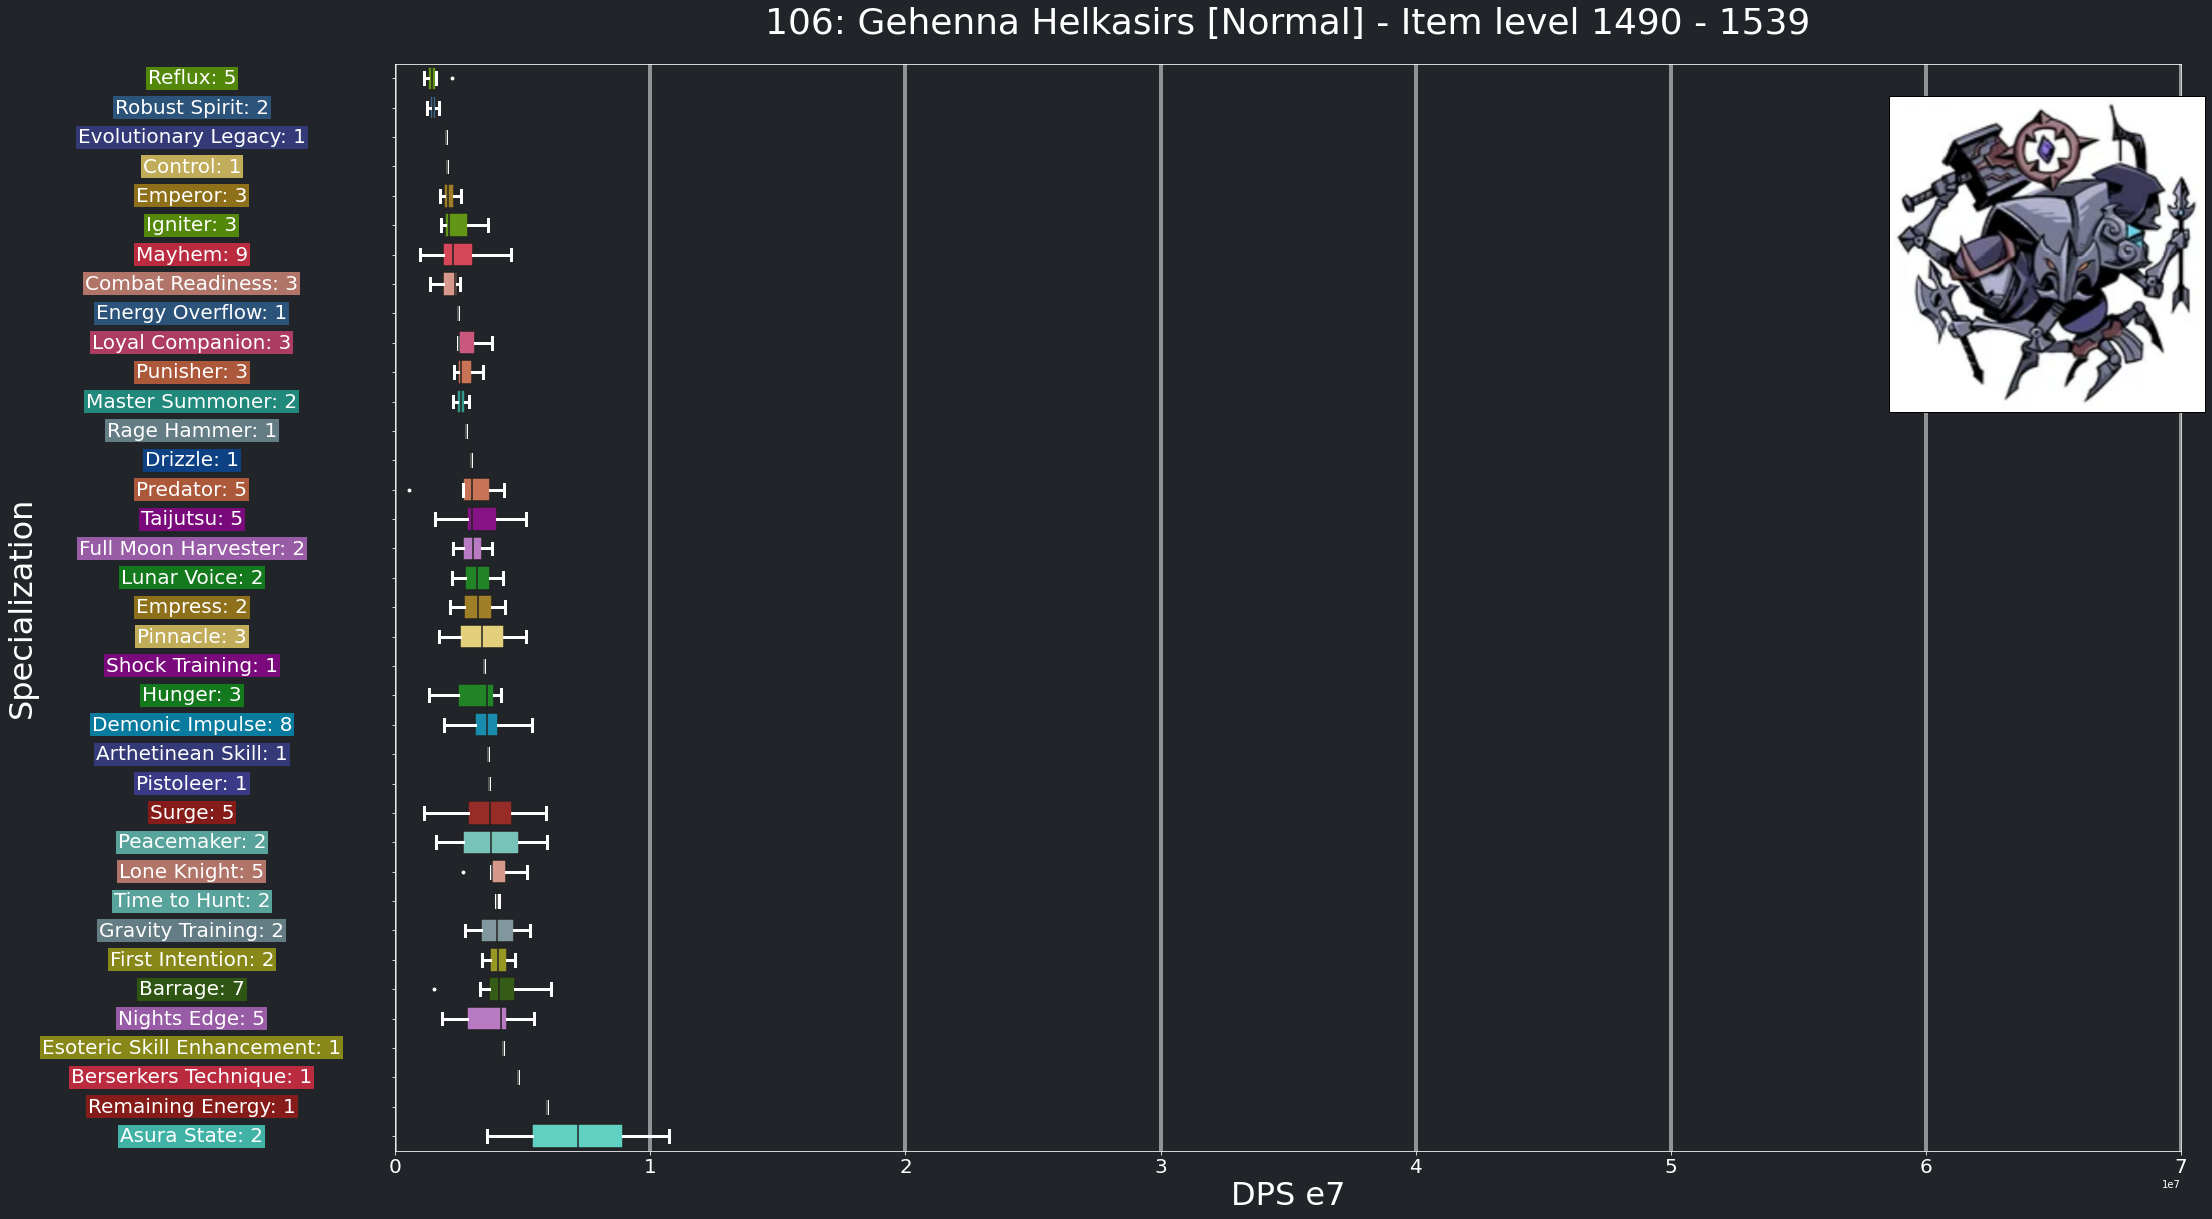 106: Gehenna Helkasirs [Normal] - Item level 1490 - 1539
Specialization
Reflux: 5
Robust Spirit: 2
Evolutionary Legacy: 1
Control: 1
Emperor: 3
Igniter: 3
Mayhem: 9
Combat Readiness: 3
Energy Overflow: 1
Loyal Companion: 3
Punisher: 3
Master Summoner: 2
Rage Hammer: 1
Drizzle: 1
Predator: 5
Taijutsu: 5
Full Moon Harvester: 2
Lunar Voice: 2
Empress: 2
Pinnacle: 3
Shock Training: 1
Hunger: 3
Demonic Impulse: 8
Arthetinean Skill: 1
Pistoleer: 1
Surge: 5
Peacemaker: 2
Lone Knight: 5
Time to Hunt: 2
Gravity Training: 2
First Intention: 2
Barrage: 7
Nights Edge: 5
Esoteric Skill Enhancement: 1
Berserkers Technique: 1
Remaining Energy: 1
Asura State: 2
0 1 2 3 4 5 6 7
1e7
DPS e7